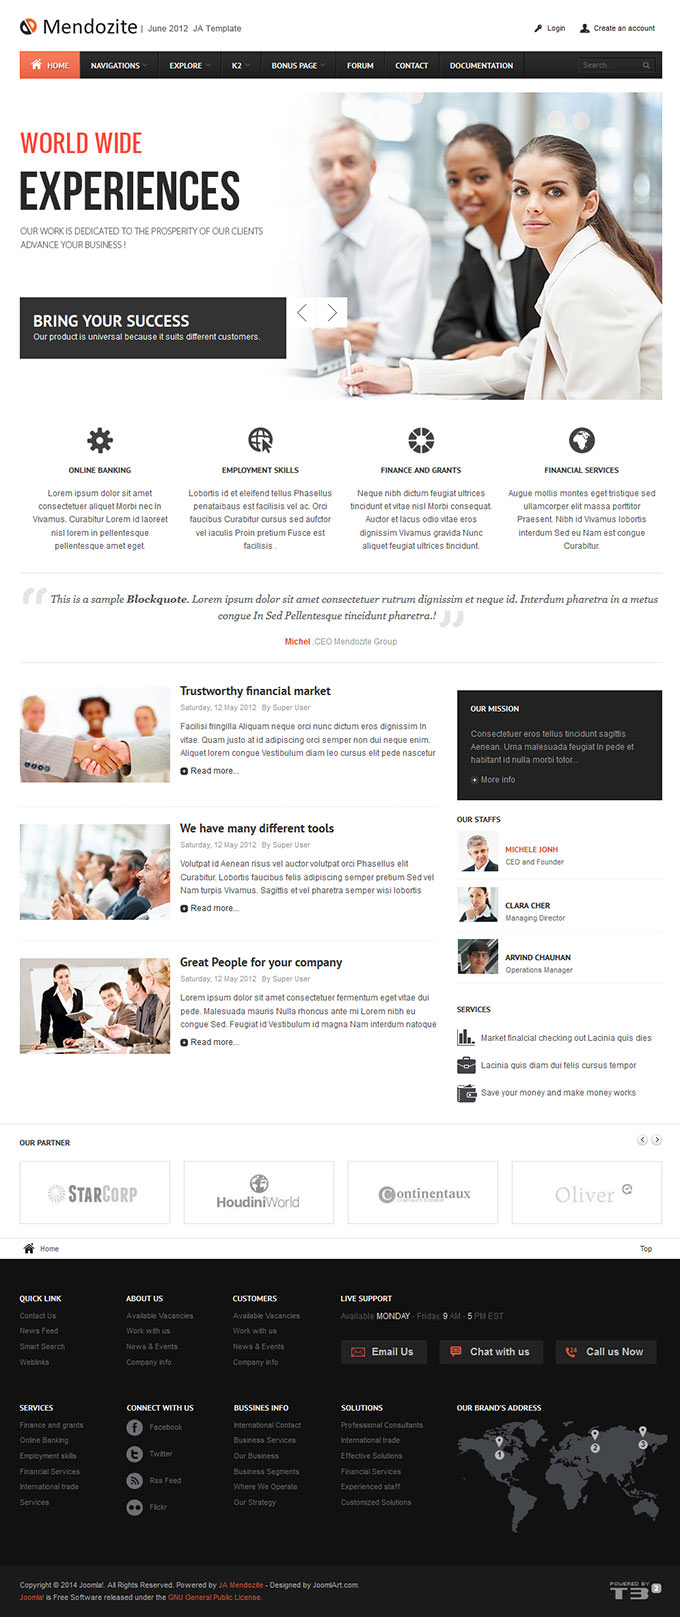 Mendozite | June 2012 JA Template
Login Create an account
HOME NAVIGATIONS EXPLORE K2 BONUS PAGE FORUM CONTACT DOCUMENTATION Search...
WORLD WIDE
EXPERIENCES
OUR WORK IS DEDICATED TO THE PROSPERITY OF OUR CLIENTS
ADVANCE YOUR BUSINESS !
BRING YOUR SUCCESS
Our product is universal because it suits different customers.
ONLINE BANKING
Lorem ipsum dolor sit amet
consectetuer aliquet Morbi nec In
Vivamus. Curabitur Lorem id laoreet
nisl lorem in pellentesque
pellentesque amet eget.
EMPLOYMENT SKILLS
Lobortis id et eleifend tellus Phasellus
penataibaus est facilisis vel ac. Orci
faucibus Curabitur cursus sed aufctor
vel iaculis Proin pretium Fusce est
facilisis .
FINANCE AND GRANTS
Neque nibh dictum feugiat ultrices
tincidunt et vitae nisl Morbi consequat.
Auctor et lacus odio vitae eros
dignissim Vivamus gravida Nunc
aliquet feugiat ultrices tincidunt.
FINANCIAL SERVICES
Augue mollis montes eget tristique sed
ullamcorper elit massa porttitor
Praesent. Nibh id Vivamus lobortis
interdum Sed eu Nam est congue
Curabitur.
This is a sample Blockquote. Lorem ipsum dolor sit amet consectetuer rutrum dignissim et neque id. Interdum pharetra in a metus
congue In Sed Pellentesque tincidunt pharetra.!
Michel ,CEO Mendozite Group
Trustworthy financial market
Saturday, 12 May 2012 By Super User
Facilisi fringilla Aliquam neque orci nunc dictum eros dignissim In
vitae. Quam justo at id adipiscing orci semper non dui neque enim.
Aliquet lorem congue Vestibulum diam leo cursus elit pede nascetur
Read more...
We have many different tools
Saturday, 12 May 2012 By Super User
Volutpat id Aenean risus vel auctor volutpat orci Phasellus elit
Curabitur. Lobortis faucibus felis adipiscing semper pretium Sed vel
Nam turpis Vivamus. Sagittis et vel pharetra semper wisi lobortis
Read more...
Great People for your company
Saturday, 12 May 2012 By Super User
Lorem ipsum dolor sit amet consectetuer fermentum eget vitae dui
pede. Malesuada mauris Nulla rhoncus ante mi Lorem nibh eu
congue Sed. Feugiat id Vestibulum id magna Nam interdum natoque
Read more...
OUR MISSION
Consectetuer eros tellus tincidunt sagittis
Aenean. Urna malesuada feugiat In pede et
habitant id nulla morbi totor...
More info
OUR STAFFS
MICHELE JONH
CEO and Founder
CLARA CHER
Managing Director
ARVIND CHAUHAN
Operations Manager
SERVICES
Market finalcial checking out Lacinia quis dies
Lacinia quis diam dui felis cursus tempor
Save your money and make money works
OUR PARTNER
STARCORP
HoudiniWorld
Continentaux
CORPORATE BUSINESS
Oliver
Home Top
QUICK LINK
Contact Us
News Feed
Smart Search
Weblinks
ABOUT US
Available Vacancies
Work with us
News & Events
Company Info
CUSTOMERS
Available Vacancies
Work with us
News & Events
Company Info
LIVE SUPPORT
Available MONDAY - Friday, 9 AM - 5 PM EST
Email Us Chat with us 24 Call us Now
SERVICES
Finance and grants
Online Banking
Employment skills
Financial Services
International trade
Services
CONNECT WITH US
Facebook
Twitter
Rss Feed
Flickr
BUSSINES INFO
International Contact
Business Services
Our Business
Business Segments
Where We Operate
Our Strategy
SOLUTIONS
Professional Consultants
International trade
Effective Solutions
Financial Services
Experienced staff
Customized Solutions
OUR BRAND'S ADDRESS
1 2 3
Copyright © 2014 Joomla!. All Rights Reserved. Powered by JA Mendozite - Designed by JoomlArt.com.
Joomla! is Free Software released under the GNU General Public License.
POWERED BY
T3 2